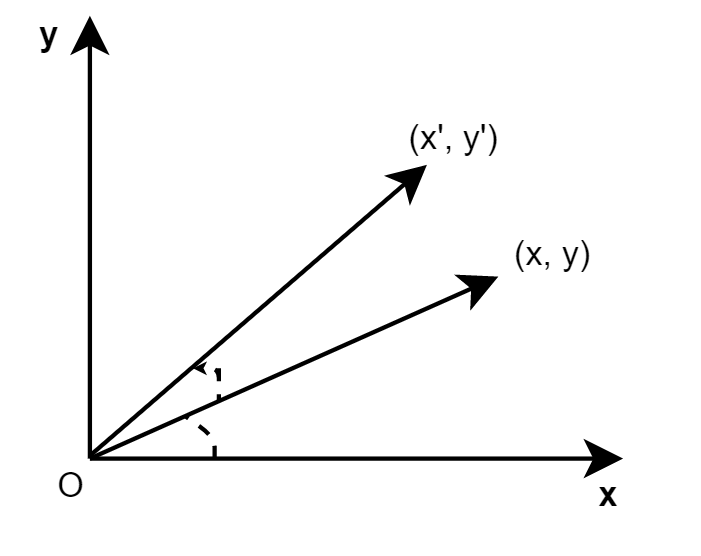 y
(x', y')
(x, y)
O
x